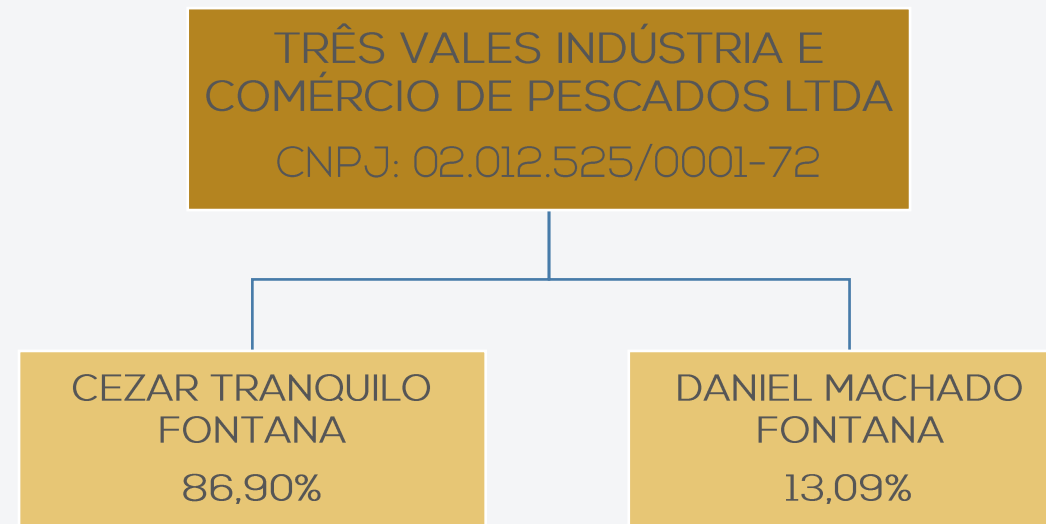 TRÊS VALES INDÚSTRIA E
COMÉRCIO DE PESCADOS LTDA
CNPJ: 02.012.525/0001-72
CEZAR TRANQUILO
FONTANA
86,90%
DANIEL MACHADO
FONTANA
13,09%